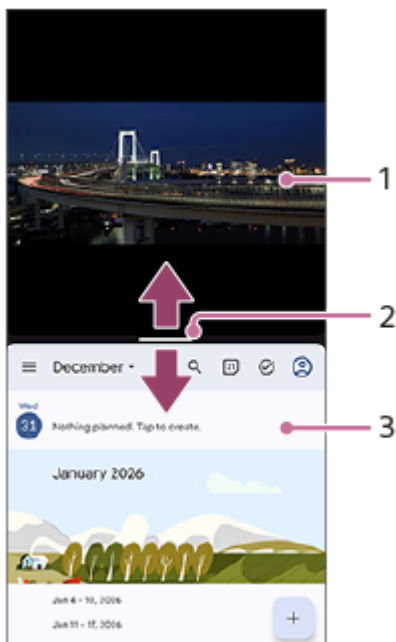 1
2
December
3
Wed
31
Nothing planned. Tap to create.
January 2026
Jan 4 – 10, 2026
Jan 11 – 17, 2026